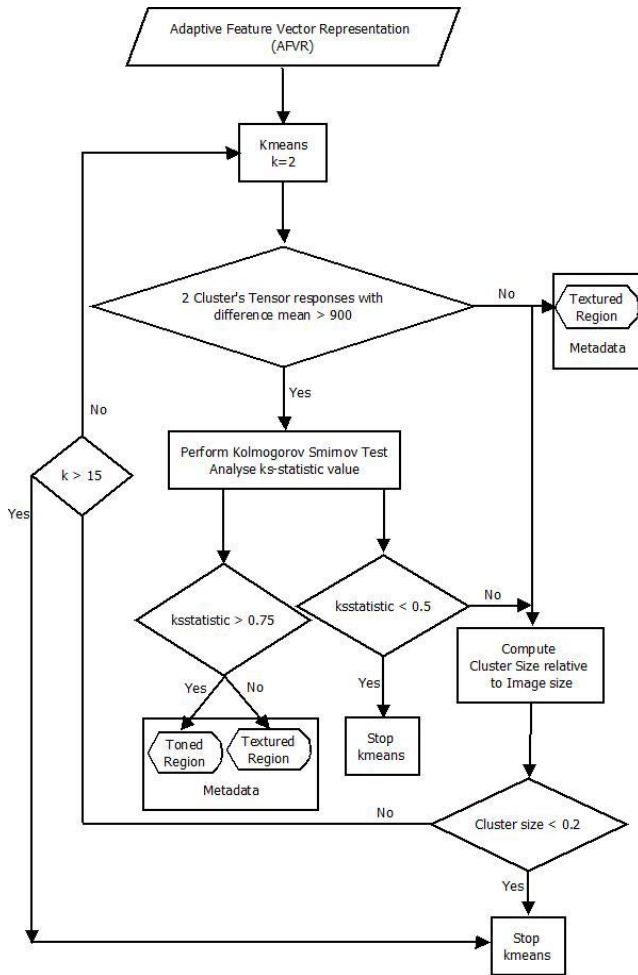 Adaptive Feature Vector Representation
(AFVR)
Kmeans
k=2
2 Cluster's Tensor responses with
difference mean > 900
No
Textured
Region
Metadata
Yes
No
Perform Kolmogorov Smirnov Test
Analyse ks-statistic value
k > 15
Yes
ksstatistic > 0.75
ksstatistic < 0.5
No
Compute
Cluster Size relative
to Image size
Yes
No
Yes
Toned
Region
Textured
Region
Metadata
Stop
kmeans
No
Cluster size < 0.2
Yes
Stop
kmeans